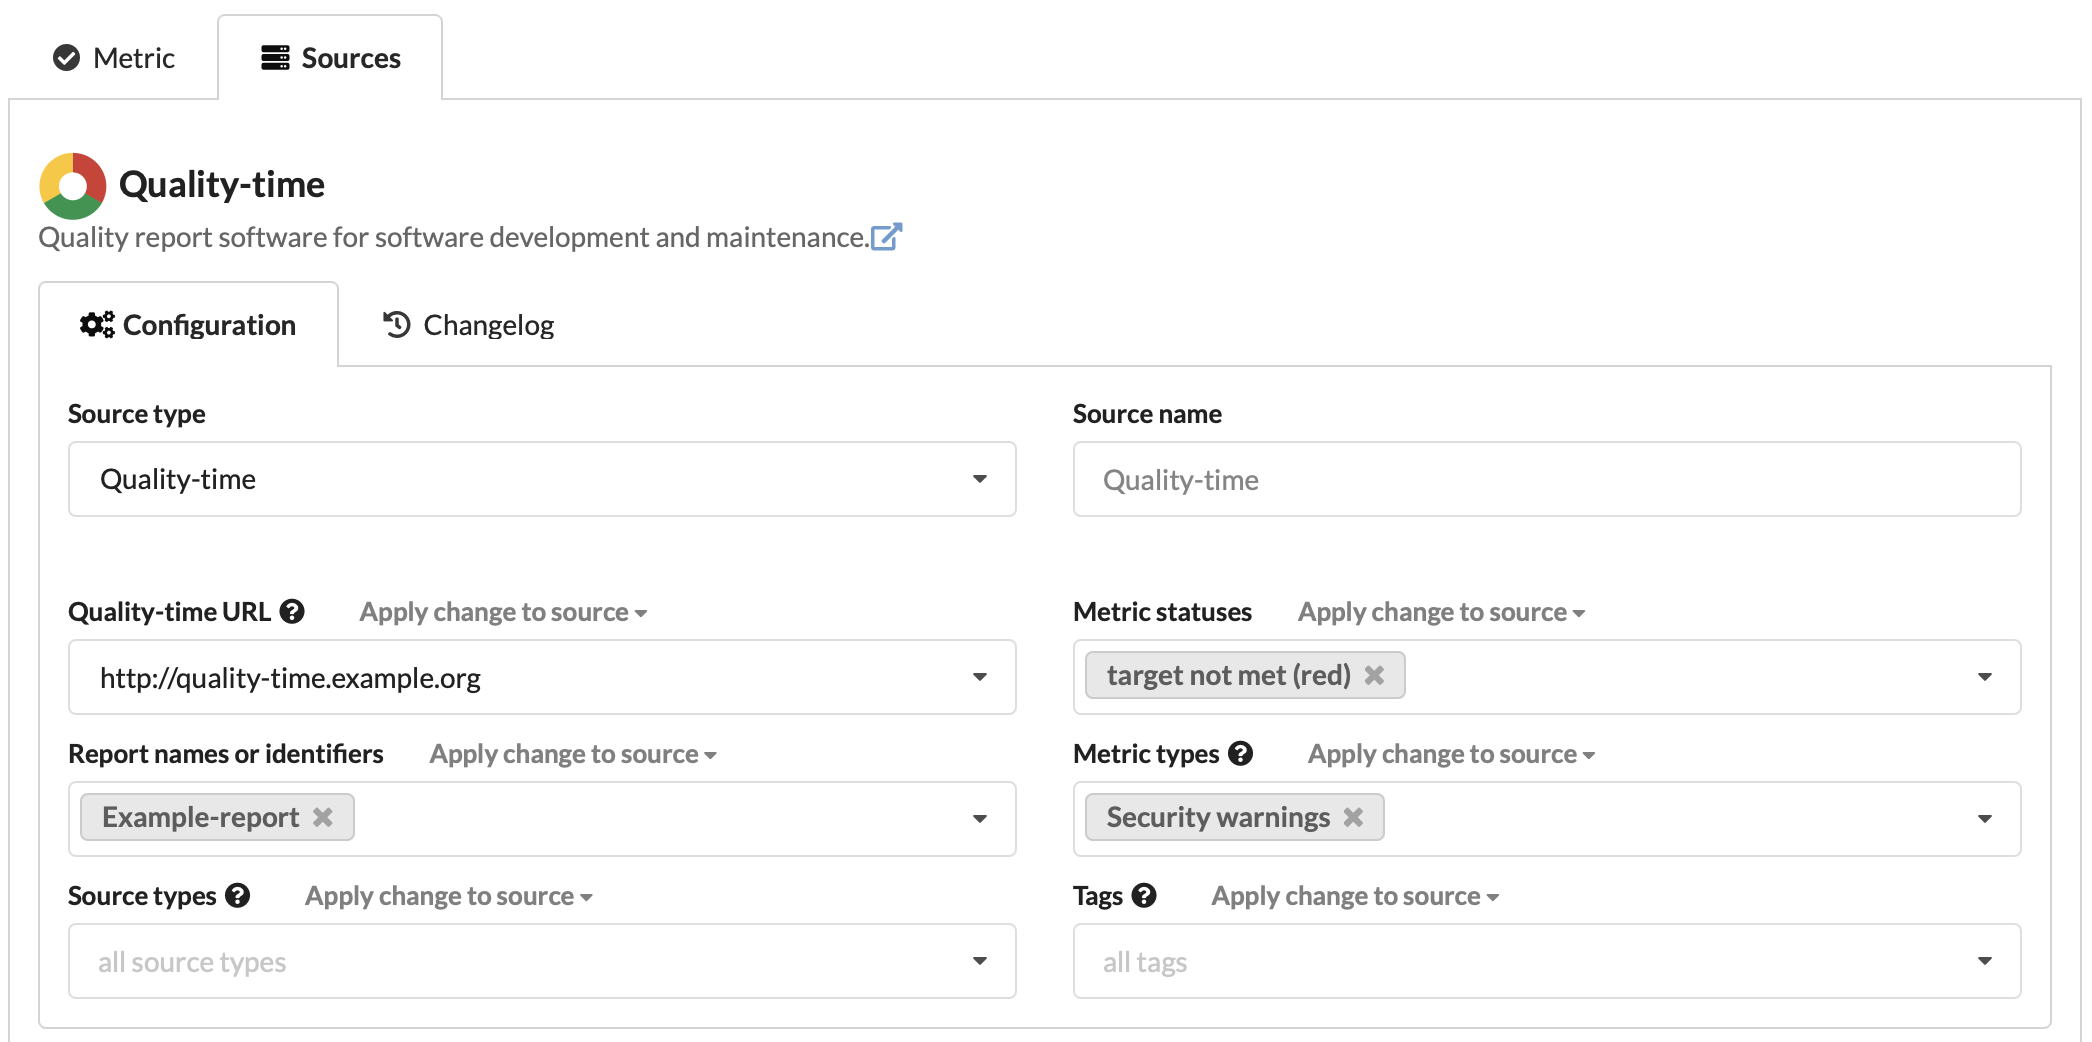 Metric
Sources
Quality-time
Quality report software for software development and maintenance.
Configuration
Changelog
Source type
Source name
Quality-time
Quality-time
Quality-time URL
Apply change to source
Metric statuses
Apply change to source
http://quality-time.example.org
target not met (red)
Report names or identifiers
Apply change to source
Metric types
Apply change to source
Example-report
Security warnings
Source types
Apply change to source
Tags
Apply change to source
all source types
all tags